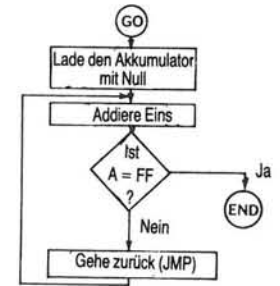 GO
Lade den Akkumulator
mit Null
Addiere Eins
Ist
A = FF
?
Ja
END
Nein
Gehe zurück (JMP)